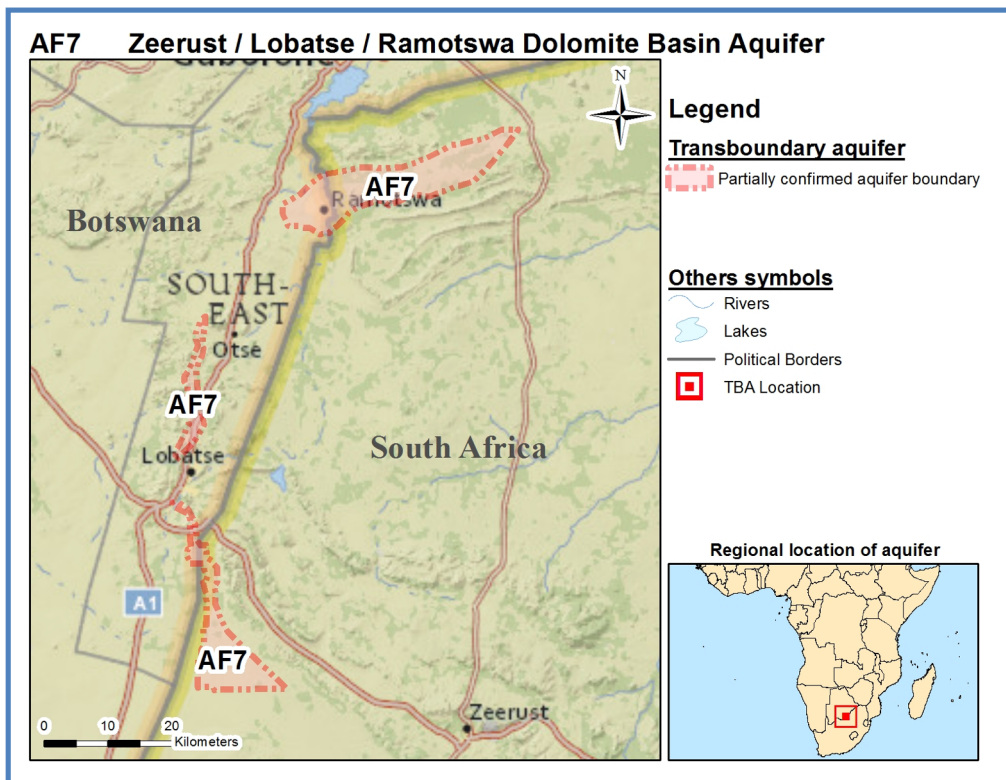 AF7 Zeerust / Lobatse / Ramotswa Dolomite Basin Aquifer
Gaborone
N
AF7
Ramotswa
Botswana
SOUTH-
EAST
Otse
AF7
South Africa
Lobatse
A1
AF7
Zeerust
0 10 20
Kilometers
Legend
Transboundary aquifer
Partially confirmed aquifer boundary
Others symbols
Rivers
Lakes
Political Borders
TBA Location
Regional location of aquifer